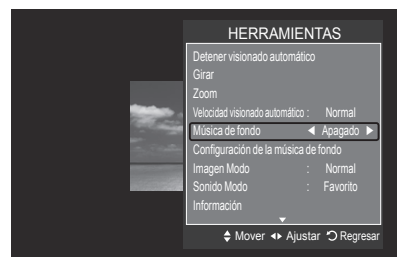 HERRAMIENTAS
Detener visionado automático
Girar
Zoom
Velocidad visionado automático : Normal
Música de fondo ◄ Apagado ►
Configuración de la música de fondo
Imagen Modo : Normal
Sonido Modo : Favorito
Información
Mover Ajustar Regresar